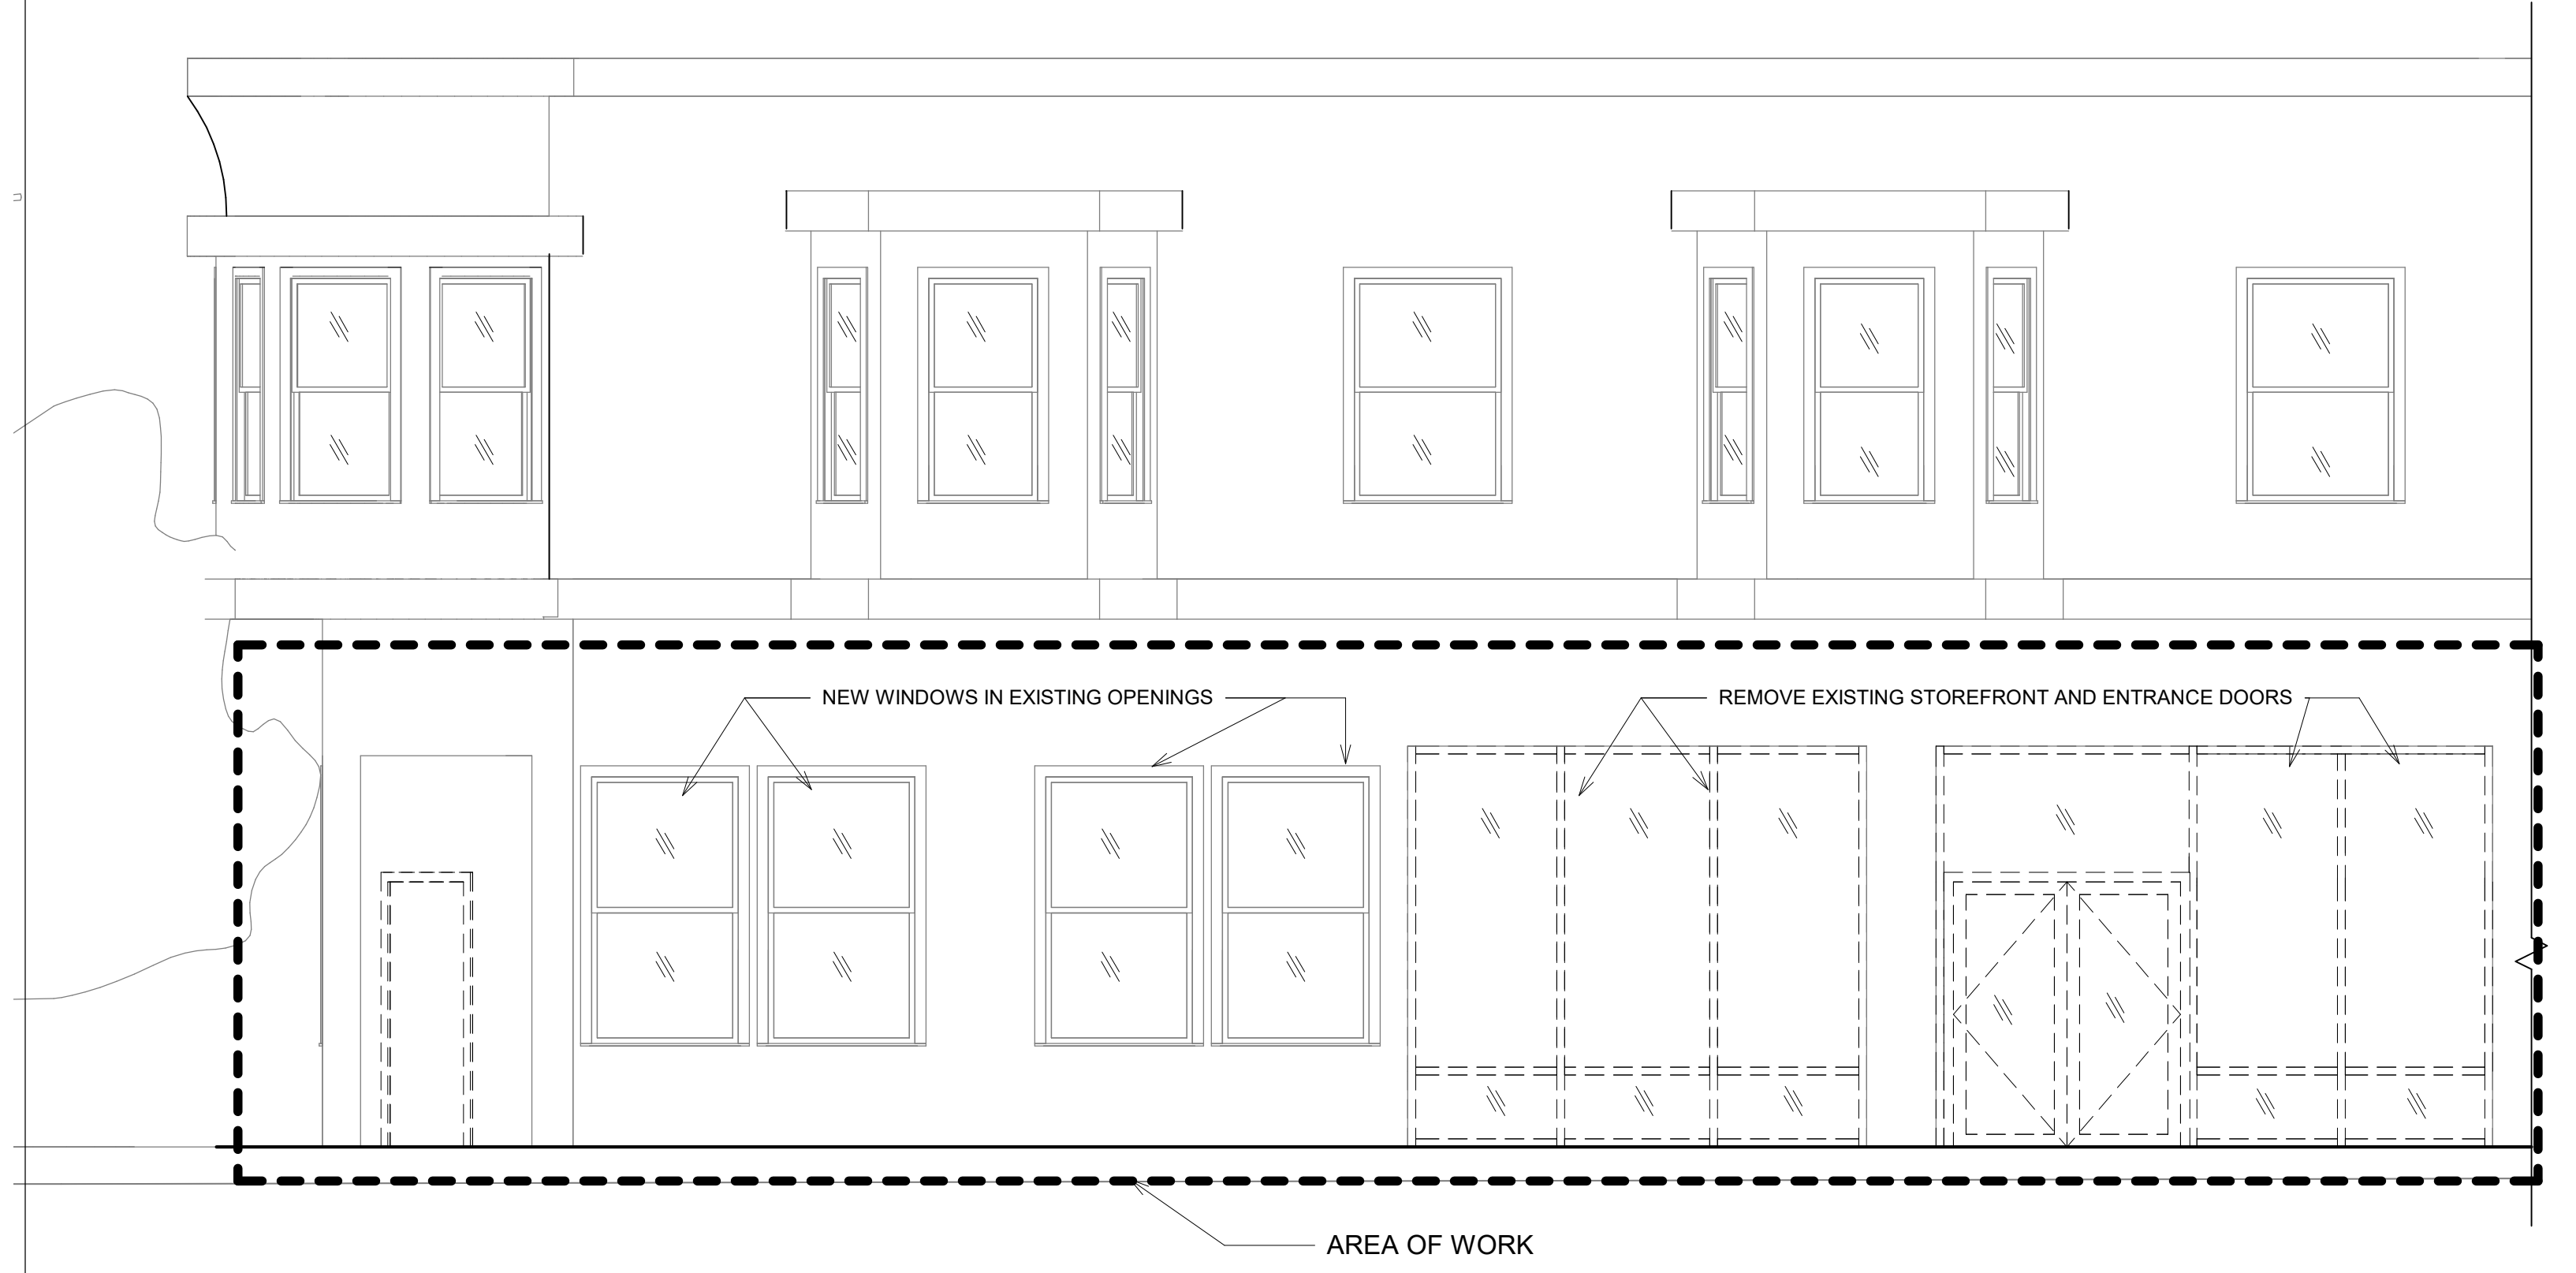 NEW WINDOWS IN EXISTING OPENINGS
REMOVE EXISTING STOREFRONT AND ENTRANCE DOORS
AREA OF WORK